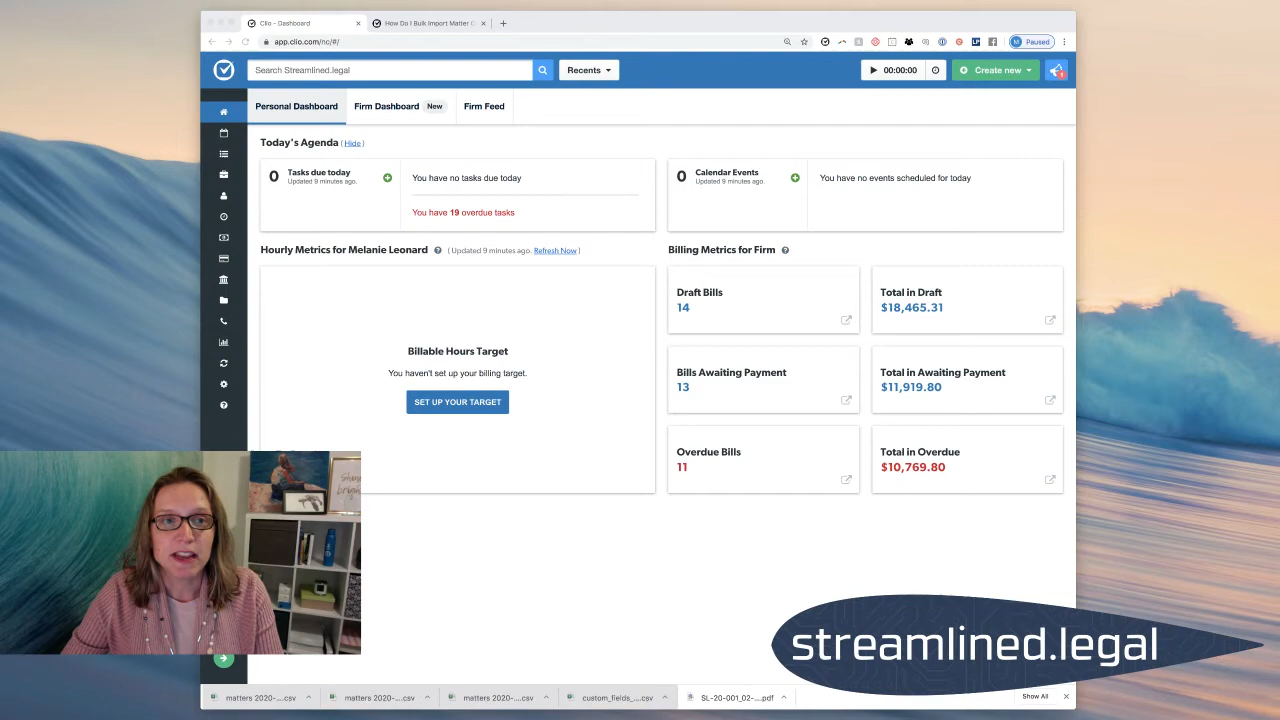 Clio - Dashboard
How Do I Bulk Import Matter C
app.clio.com/nc/#/
Paused
Search Streamlined.legal
Recents
00:00:00
Create new
1
Personal Dashboard
Firm Dashboard New
Firm Feed
Today's Agenda ( Hide )
0 Tasks due today
Updated 9 minutes ago.
You have no tasks due today
You have 19 overdue tasks
0 Calendar Events
Updated 9 minutes ago.
You have no events scheduled for today
Hourly Metrics for Melanie Leonard ( Updated 9 minutes ago. Refresh Now )
Billable Hours Target
You haven't set up your billing target.
SET UP YOUR TARGET
Billing Metrics for Firm
Draft Bills
14
Total in Draft
$18,465.31
Bills Awaiting Payment
13
Total in Awaiting Payment
$11,919.80
Overdue Bills
11
Total in Overdue
$10,769.80
streamlined.legal
matters 2020-....csv
matters 2020-....csv
matters 2020-....csv
custom_fields_....csv
SL-20-001_02-....pdf
Show All